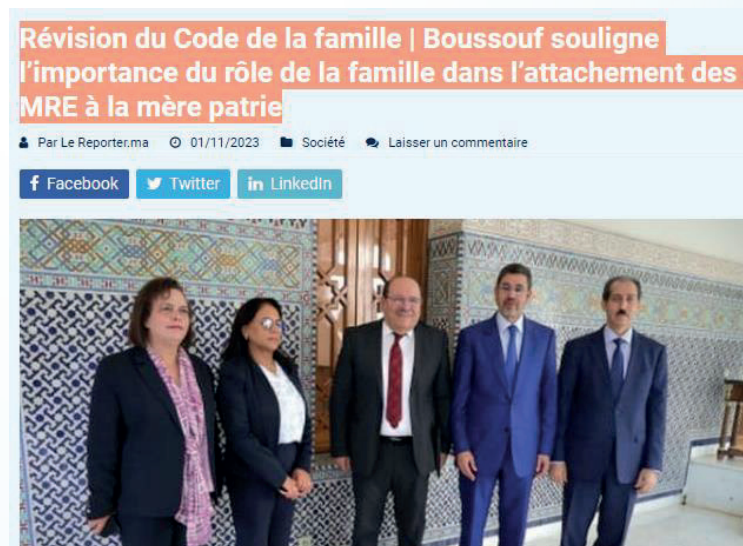 Révision du Code de la famille | Boussouf souligne
l’importance du rôle de la famille dans l’attachement des
MRE à la mère patrie
Par Le Reporter.ma 01/11/2023 Société Laisser un commentaire
Facebook Twitter LinkedIn